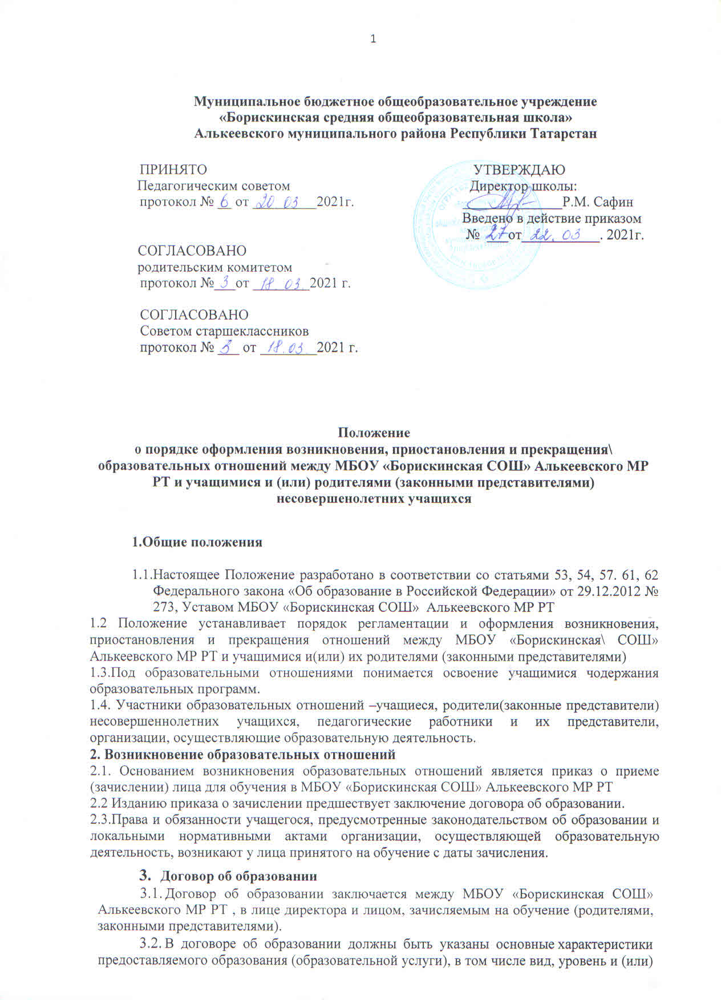 1
Муниципальное бюджетное общеобразовательное учреждение
«Борискинская средняя общеобразовательная школа»
Алькеевского муниципального района Республики Татарстан
ПРИНЯТО
Педагогическим советом
протокол № 6 от 20 03 2021г.
УТВЕРЖДАЮ
Директор школы:
Р.М. Сафин
Введено в действие приказом
№ 27 от 22. 03 . 2021г.
СОГЛАСОВАНО
родительским комитетом
протокол № 3 от 18. 03. 2021 г.
СОГЛАСОВАНО
Советом старшеклассников
протокол № 3 от 18.03. 2021 г.
Положение
о порядке оформления возникновения, приостановления и прекращения\
образовательных отношений между МБОУ «Борискинская СОШ» Алькеевского МР
РТ и учащимися и (или) родителями (законными представителями)
несовершенолетних учащихся
1.Общие положения
1.1.Настоящее Положение разработано в соответствии со статьями 53, 54, 57. 61, 62
Федерального закона «Об образование в Российской Федерации» от 29.12.2012 №
273, Уставом МБОУ «Борискинская СОШ» Алькеевского МР РТ
1.2 Положение устанавливает порядок регламентации и оформления возникновения,
приостановления и прекращения отношений между МБОУ «Борискинская\ СОШ»
Алькеевского МР РТ и учащимися и(или) их родителями (законными представителями)
1.3.Под образовательными отношениями понимается освоение учащимися чодержания
образовательных программ.
1.4. Участники образовательных отношений –учащиеся, родители(законные представители)
несовершеннолетних учащихся, педагогические работники и их представители,
организации, осуществляющие образовательную деятельность.
2. Возникновение образовательных отношений
2.1. Основанием возникновения образовательных отношений является приказ о приеме
(зачислении) лица для обучения в МБОУ «Борискинская СОШ» Алькеевского МР РТ
2.2 Изданию приказа о зачислении предшествует заключение договора об образовании.
2.3.Права и обязанности учащегося, предусмотренные законодательством об образовании и
локальными нормативными актами организации, осуществляющей образовательную
деятельность, возникают у лица принятого на обучение с даты зачисления.
3. Договор об образовании
3.1. Договор об образовании заключается между МБОУ «Борискинская СОШ»
Алькеевского МР РТ , в лице директора и лицом, зачисляемым на обучение (родителями,
законными представителями).
3.2. В договоре об образовании должны быть указаны основные характеристики
предоставляемого образования (образовательной услуги), в том числе вид, уровень и (или)